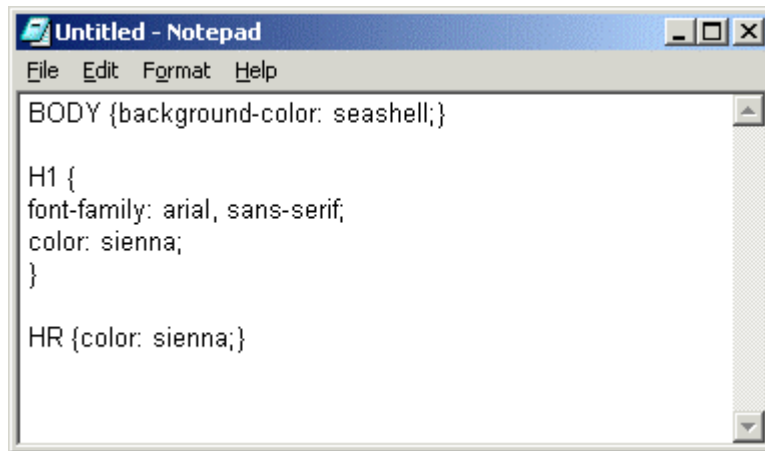 Untitled - Notepad
File Edit Format Help
BODY {background-color: seashell;}
H1 {
font-family: arial, sans-serif;
color: sienna;
}
HR {color: sienna;}